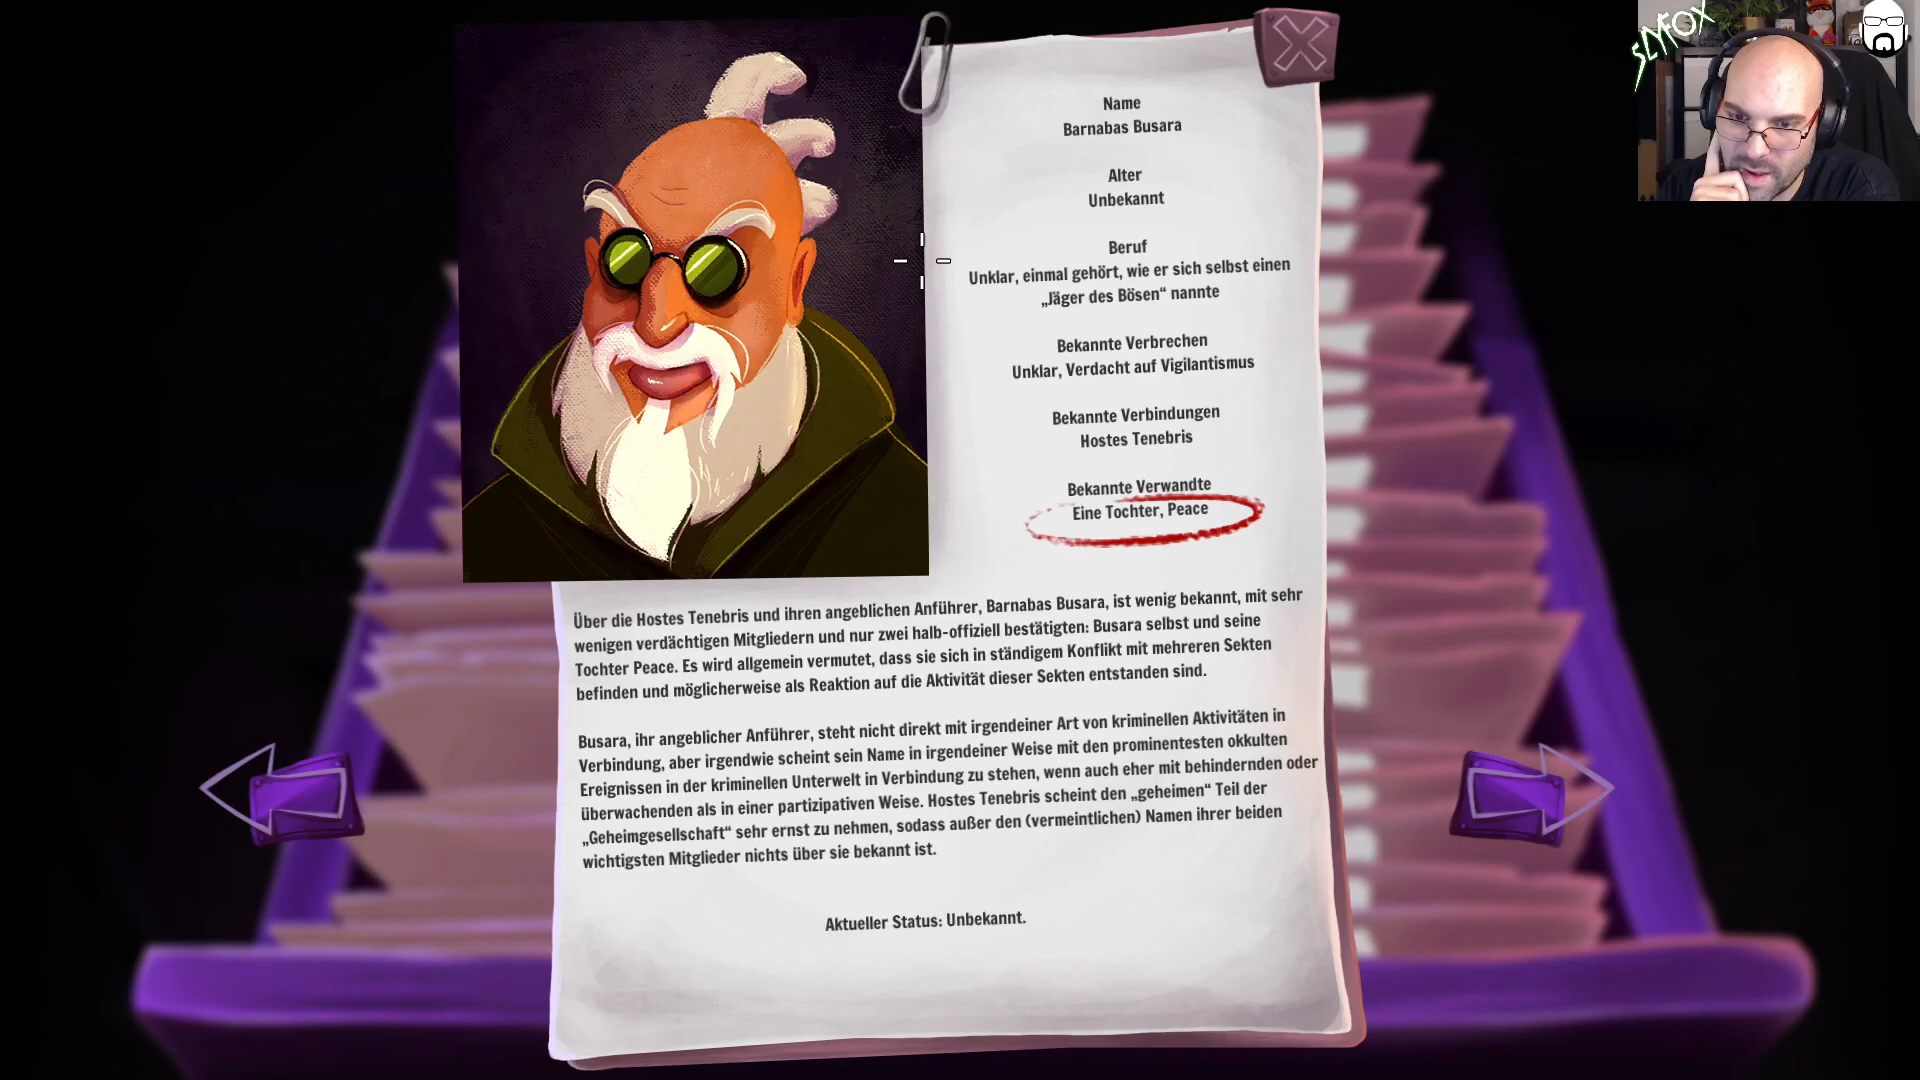 SLYFOX
Name
Barnabas Busara
Alter
Unbekannt
Beruf
Unklar, einmal gehört, wie er sich selbst einen
„Jäger des Bösen“ nannte
Bekannte Verbrechen
Unklar, Verdacht auf Vigilantismus
Bekannte Verbindungen
Hostes Tenebris
Bekannte Verwandte
Eine Tochter, Peace
Über die Hostes Tenebris und ihren angeblichen Anführer, Barnabas Busara, ist wenig bekannt, mit sehr
wenigen verdächtigen Mitgliedern und nur zwei halb-offiziell bestätigten: Busara selbst und seine
Tochter Peace. Es wird allgemein vermutet, dass sie sich in ständigem Konflikt mit mehreren Sekten
befinden und möglicherweise als Reaktion auf die Aktivität dieser Sekten entstanden sind.
Busara, ihr angeblicher Anführer, steht nicht direkt mit irgendeiner Art von kriminellen Aktivitäten in
Verbindung, aber irgendwie scheint sein Name in irgendeiner Weise mit den prominentesten okkulten
Ereignissen in der kriminellen Unterwelt in Verbindung zu stehen, wenn auch eher mit behindernden oder
überwachenden als in einer partizipativen Weise. Hostes Tenebris scheint den „geheimen“ Teil der
„Geheimgesellschaft“ sehr ernst zu nehmen, sodass außer den (vermeintlichen) Namen ihrer beiden
wichtigsten Mitglieder nichts über sie bekannt ist.
Aktueller Status: Unbekannt.